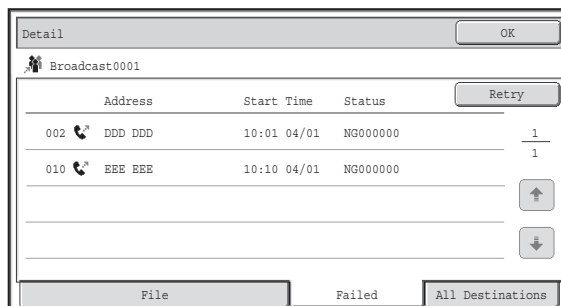 Detail OK
Broadcast0001
Address Start Time Status Retry
002 DDD DDD 10:01 04/01 NG000000 1
1
010 EEE EEE 10:10 04/01 NG000000
File Failed All Destinations